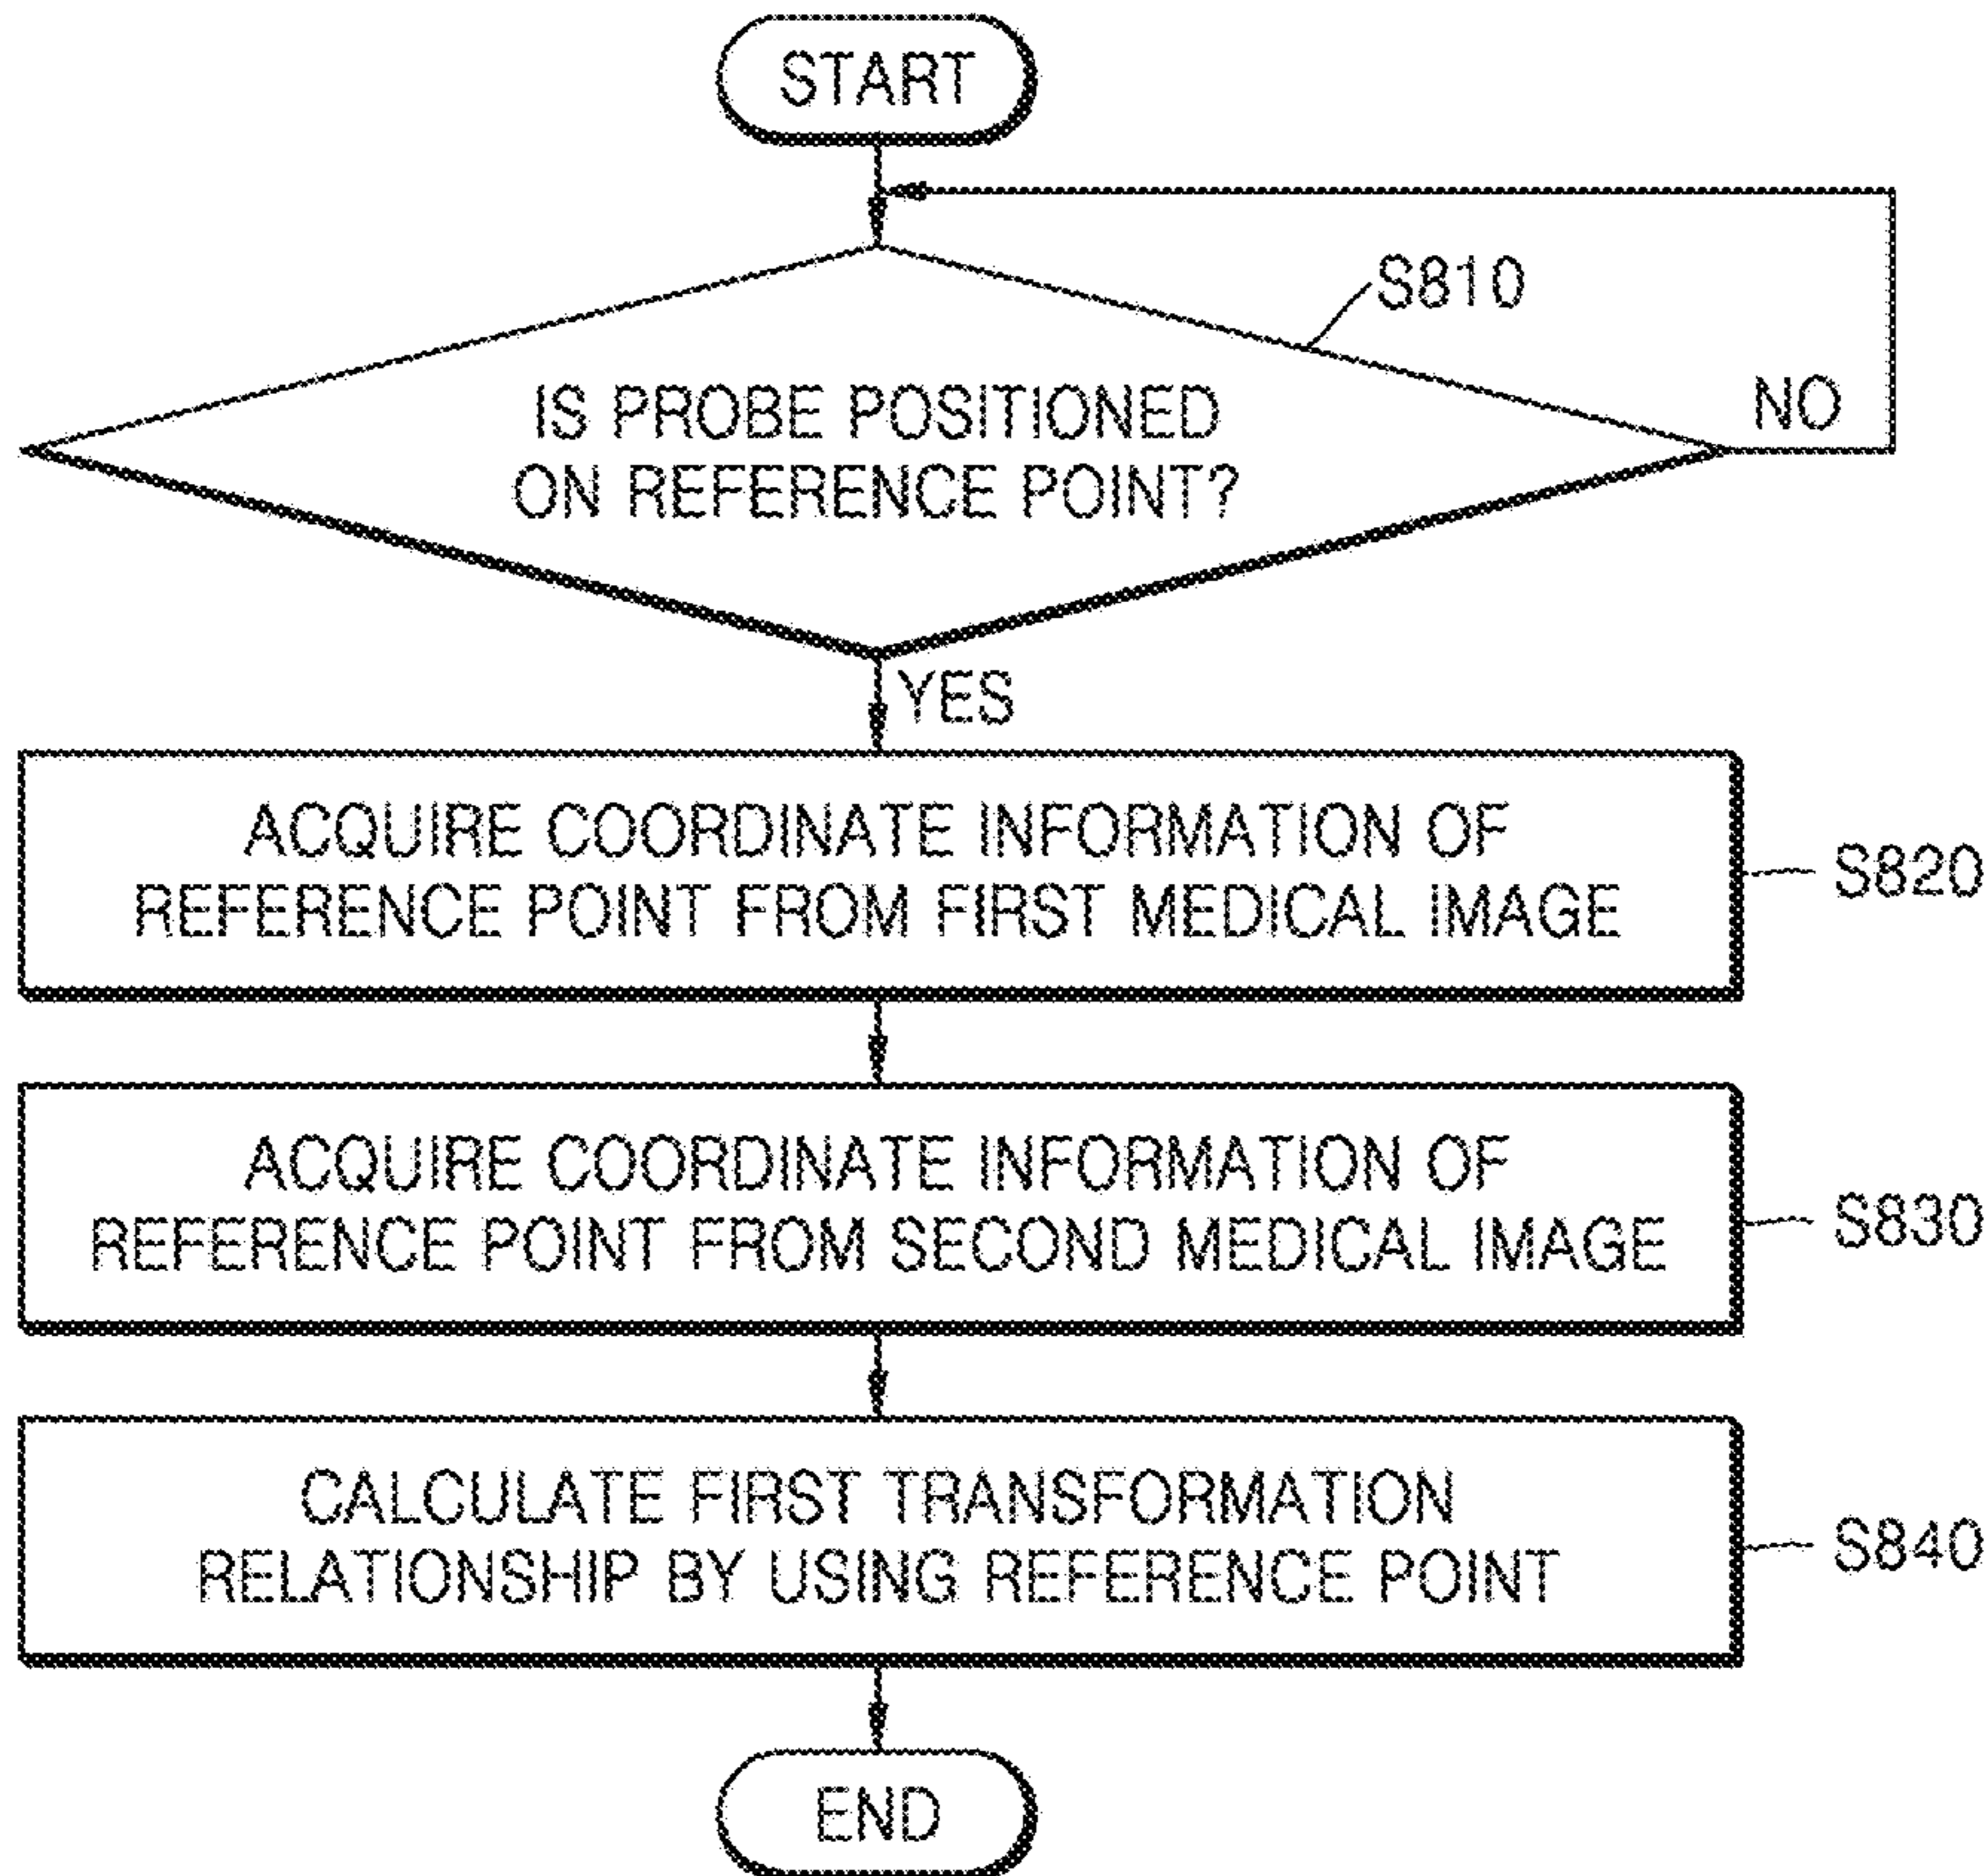 START
S810
IS PROBE POSITIONED
ON REFERENCE POINT?
NO
YES
ACQUIRE COORDINATE INFORMATION OF
REFERENCE POINT FROM FIRST MEDICAL IMAGE
S820
ACQUIRE COORDINATE INFORMATION OF
REFERENCE POINT FROM SECOND MEDICAL IMAGE
S830
CALCULATE FIRST TRANSFORMATION
RELATIONSHIP BY USING REFERENCE POINT
S840
END